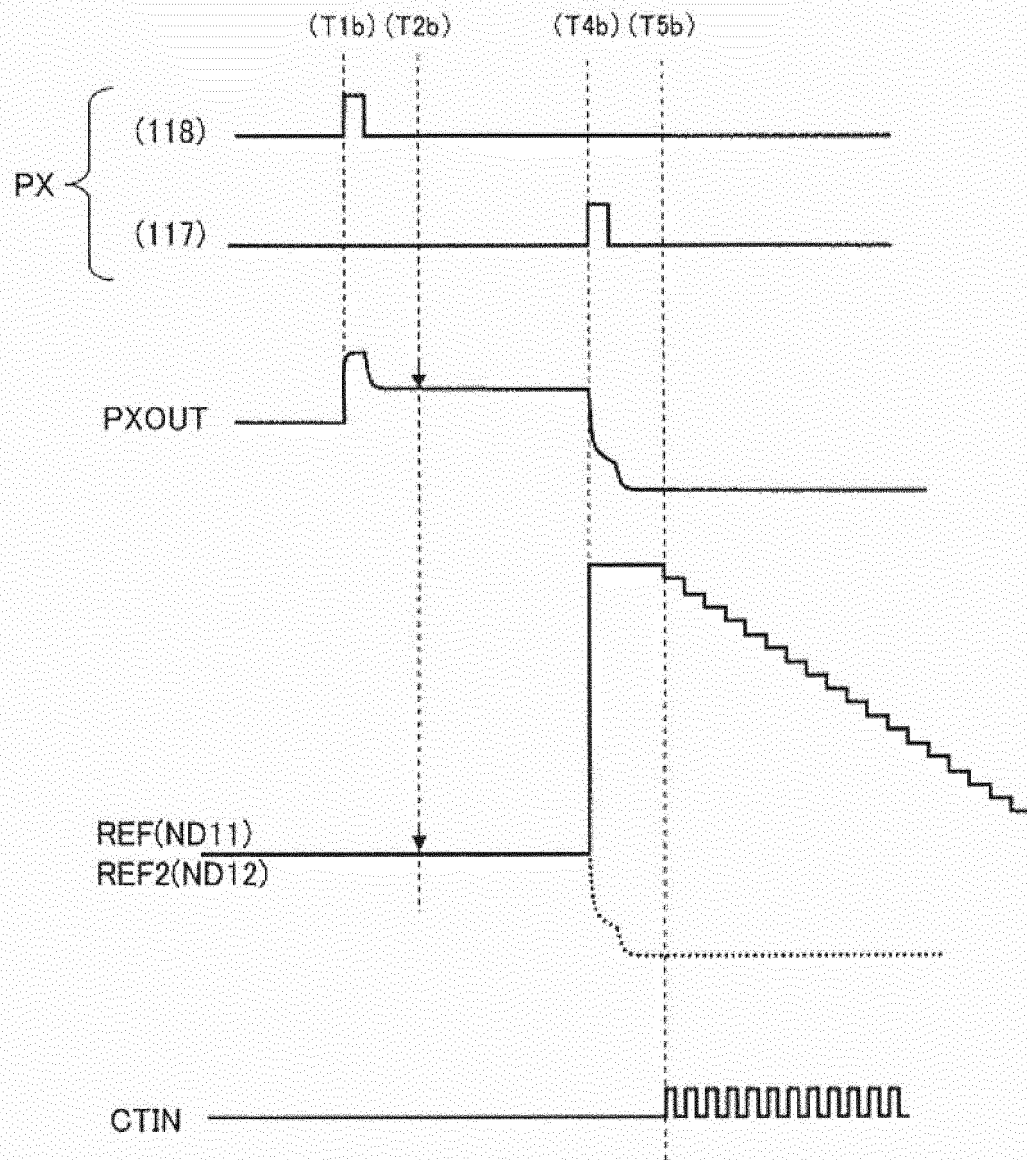 (T1b) (T2b) (T4b) (T5b)
(118)
PX
(117)
PXOUT
REF(ND11)
REF2(ND12)
CTIN